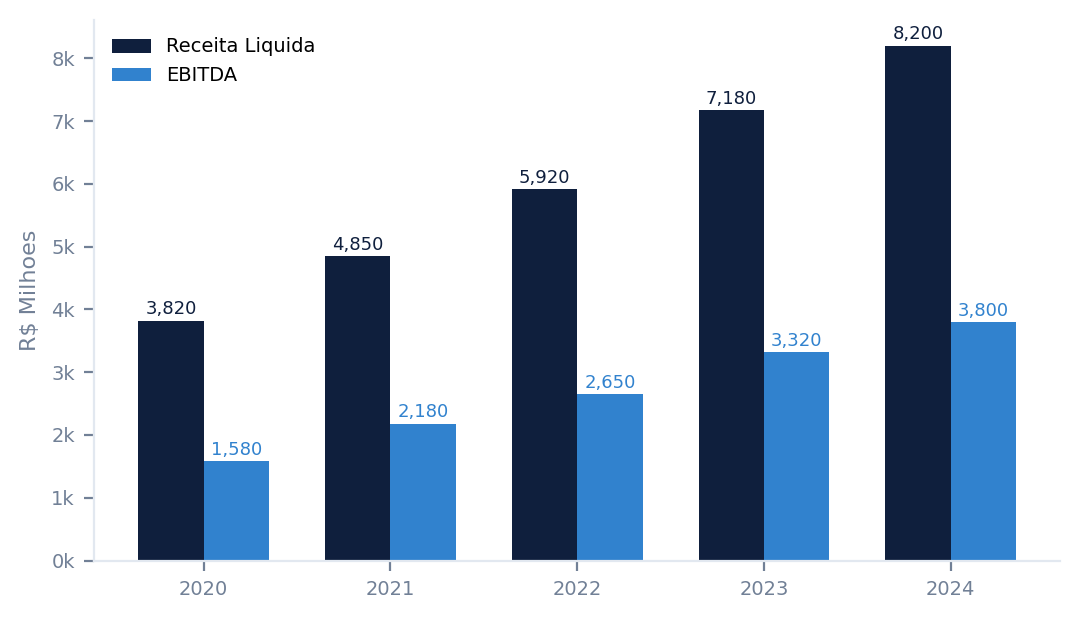 Receita Liquida
EBITDA
R$ Milhoes
8k
7k
6k
5k
4k
3k
2k
1k
0k
3,820
1,580
4,850
2,180
5,920
2,650
7,180
3,320
8,200
3,800
2020
2021
2022
2023
2024